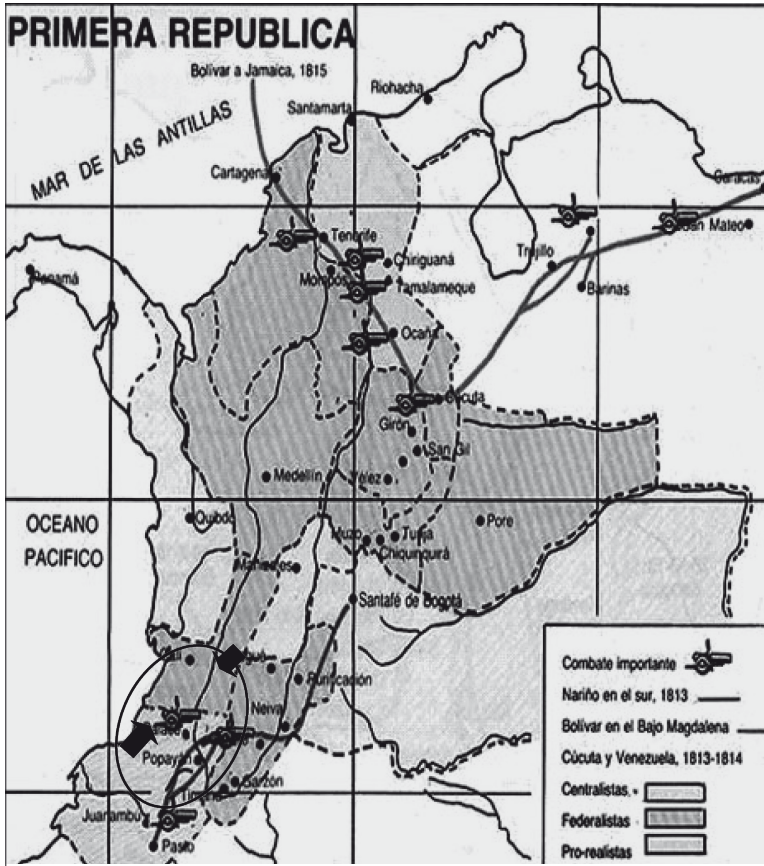 PRIMERA REPUBLICA
Bolívar a Jamaica, 1815
Riohacha
Santamarta
MAR DE LAS ANTILLAS
Cartagena
Caracas
San Mateo
Tenerife
Trujillo
Chiriguaná
Panamá
Mompós
Tamalameque
Barinas
Ocaña
Cúcuta
Girón
San Gil
Medellín
Vélez
OCEANO
PACIFICO
Quibdó
Pore
Muzo
Tunja
Chiquinquirá
Santafé de Bogotá
Cali
Purificación
Neiva
Popayán
Garzón
Juanambú
Pasto
Combate importante
Nariño en el sur, 1813
Bolívar en el Bajo Magdalena
Cúcuta y Venezuela, 1813-1814
Centralistas
Federalistas
Pro-realistas